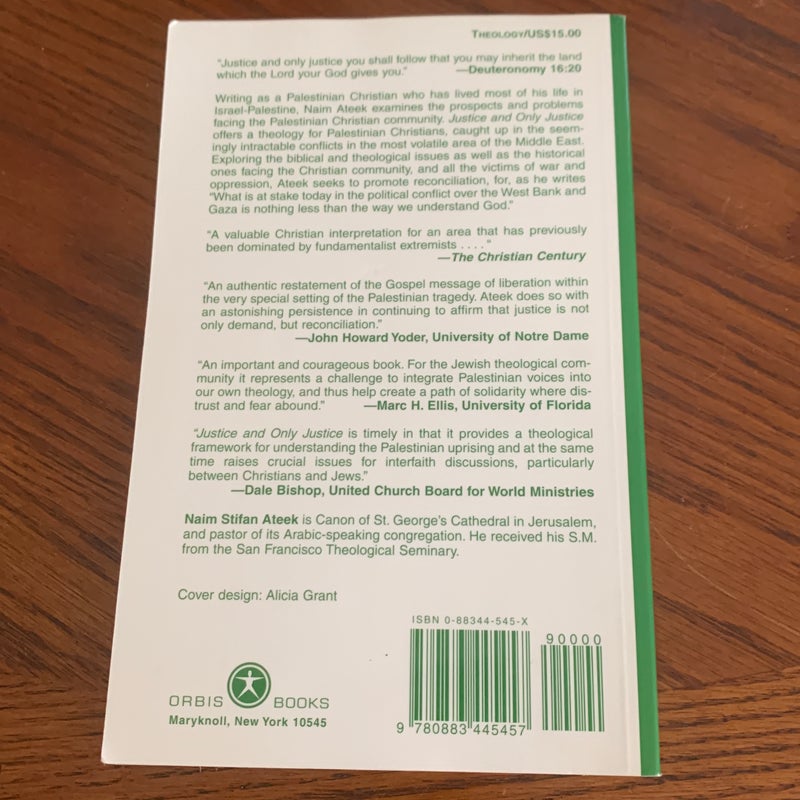 THEOLOGY/US$15.00
"Justice and only justice you shall follow that you may inherit the land
which the Lord your God gives you." —Deuteronomy 16:20
Writing as a Palestinian Christian who has lived most of his life in
Israel-Palestine, Naim Ateek examines the prospects and problems
facing the Palestinian Christian community. Justice and Only Justice
offers a theology for Palestinian Christians, caught up in the seem-
ingly intractable conflicts in the most volatile area of the Middle East.
Exploring the biblical and theological issues as well as the historical
ones facing the Christian community, and all the victims of war and
oppression, Ateek seeks to promote reconciliation, for, as he writes
"What is at stake today in the political conflict over the West Bank and
Gaza is nothing less than the way we understand God."
"A valuable Christian interpretation for an area that has previously
been dominated by fundamentalist extremists . . . . "
—The Christian Century
"An authentic restatement of the Gospel message of liberation within
the very special setting of the Palestinian tragedy. Ateek does so with
an astonishing persistence in continuing to affirm that justice is not
only demand, but reconciliation."
—John Howard Yoder, University of Notre Dame
"An important and courageous book. For the Jewish theological com-
munity it represents a challenge to integrate Palestinian voices into
our own theology, and thus help create a path of solidarity where dis-
trust and fear abound." —Marc H. Ellis, University of Florida
"Justice and Only Justice is timely in that it provides a theological
framework for understanding the Palestinian uprising and at the same
time raises crucial issues for interfaith discussions, particularly
between Christians and Jews."
—Dale Bishop, United Church Board for World Ministries
Naim Stifan Ateek is Canon of St. George's Cathedral in Jerusalem,
and pastor of its Arabic-speaking congregation. He received his S.M.
from the San Francisco Theological Seminary.
Cover design: Alicia Grant
ISBN 0-88344-545-X
90000
9 780883 445457
ORBIS BOOKS
Maryknoll, New York 10545